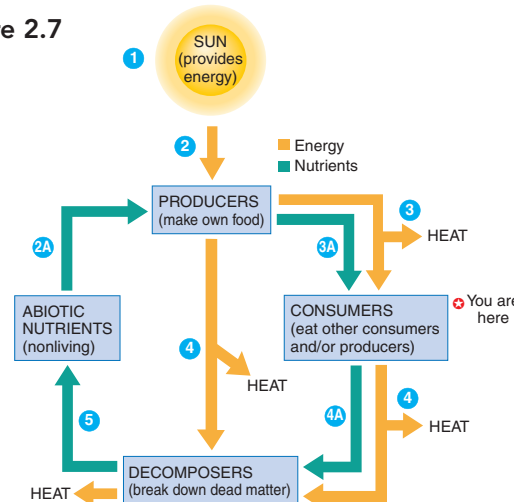 re 2.7
SUN
(provides
energy)
1
2
Energy
Nutrients
PRODUCERS
(make own food)
3
HEAT
2A
3A
ABIOTIC
NUTRIENTS
(nonliving)
CONSUMERS
(eat other consumers
and/or producers)
You are
here
4
HEAT
4A
4
HEAT
5
DECOMPOSERS
(break down dead matter)
HEAT